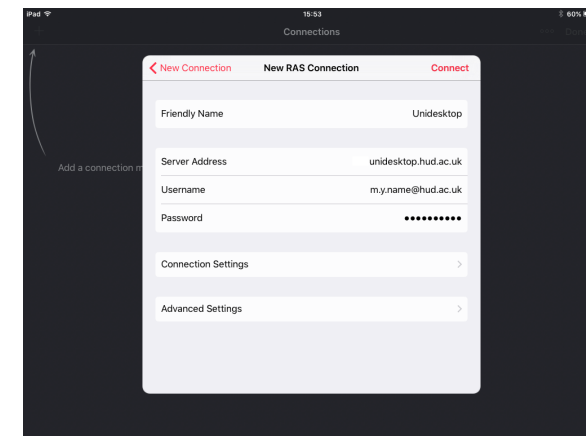 iPad 15:53 60%
Connections Done
New Connection New RAS Connection Connect
Friendly Name Unidesktop
Add a connection m
Server Address unidesktop.hud.ac.uk
Username m.y.name@hud.ac.uk
Password ••••••••••
Connection Settings
Advanced Settings